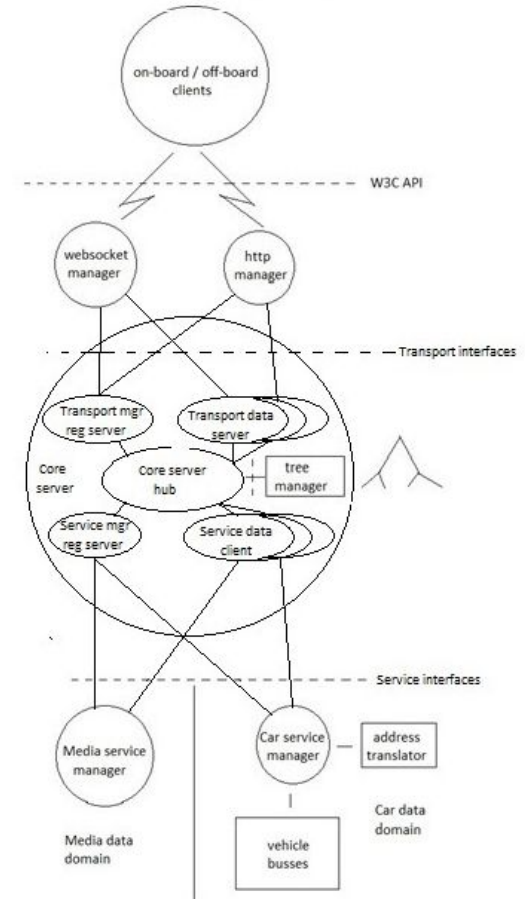 on-board / off-board
clients
W3C API
websocket
manager
http
manager
Transport interfaces
Transport mgr
reg server
Transport data
server
Core
server
Core server
hub
tree
manager
Service mgr
reg server
Service data
client
Service interfaces
Media service
manager
Car service
manager
address
translator
Media data
domain
vehicle
busses
Car data
domain